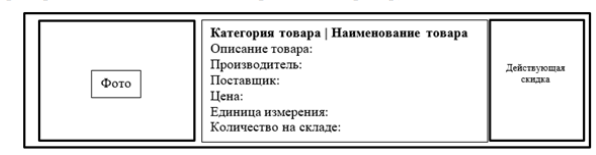 Фото
Категория товара | Наименование товара
Описание товара:
Производитель:
Поставщик:
Цена:
Единица измерения:
Количество на складе:
Действующая
скидка